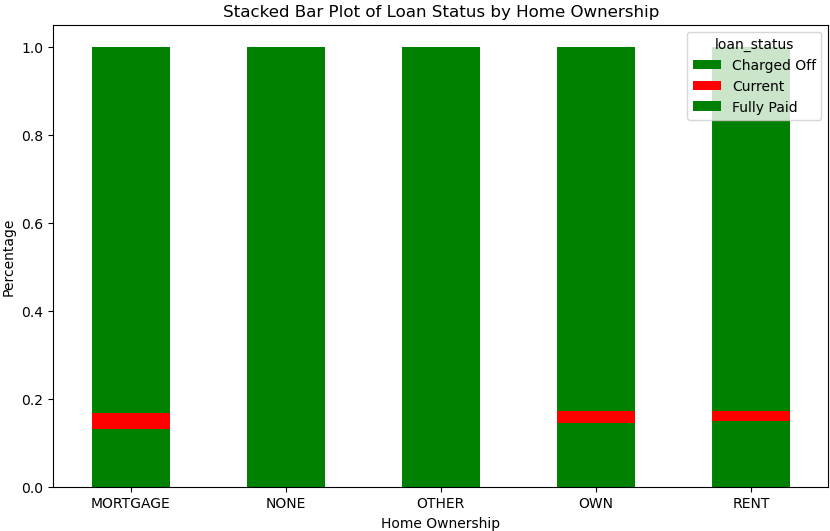 Stacked Bar Plot of Loan Status by Home Ownership
loan_status
Charged Off
Current
Fully Paid
1.0
0.8
0.6
0.4
0.2
0.0
Percentage
MORTGAGE NONE OTHER OWN RENT
Home Ownership